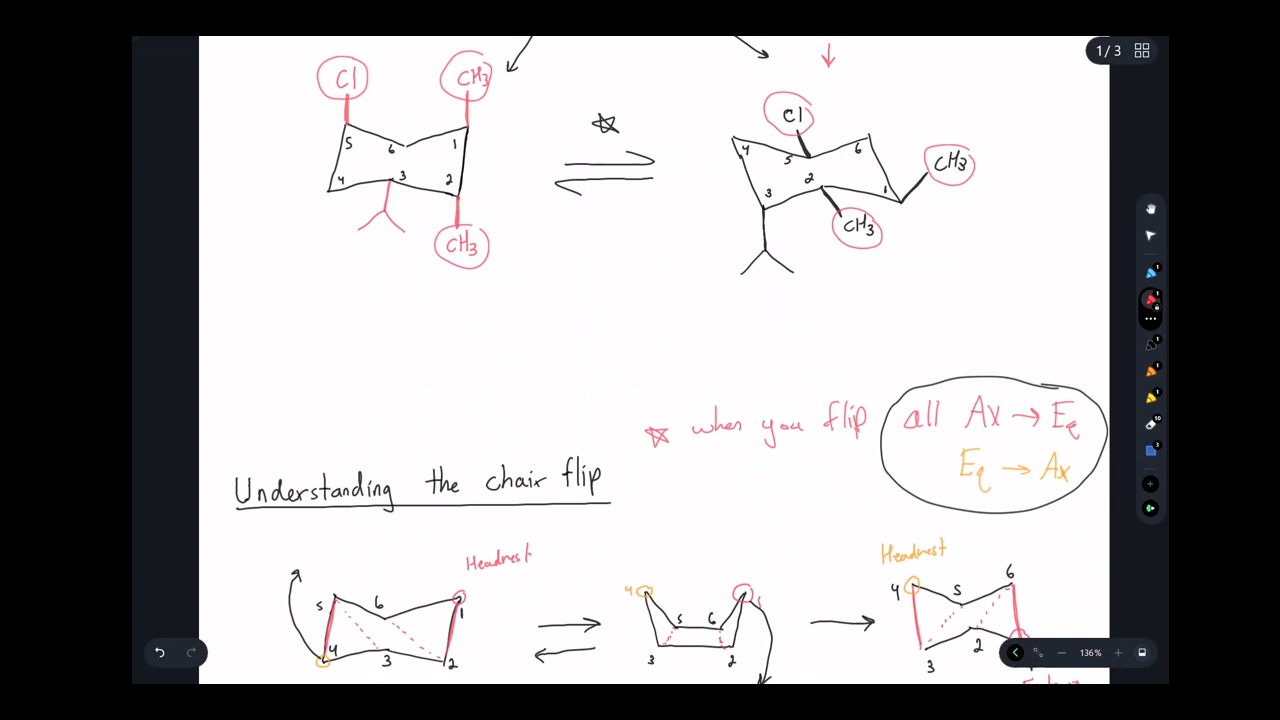 1/3
Cl CH3
5 6 1
4 3 2
CH3
Cl
4 5 6
CH3
3 2 1
CH3
when you flip all Ax → Eq
Eq → Ax
Understanding the chair flip
Headrest
Headrest
5 6 1
4 3 2
4 1
5 6
3 2
4 5 6
3 2
136%